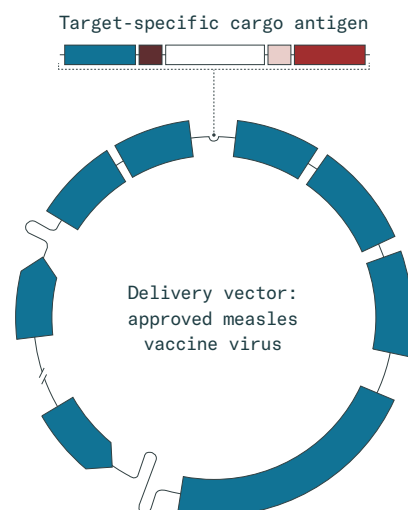 Target-specific cargo antigen
Delivery vector:
approved measles
vaccine virus